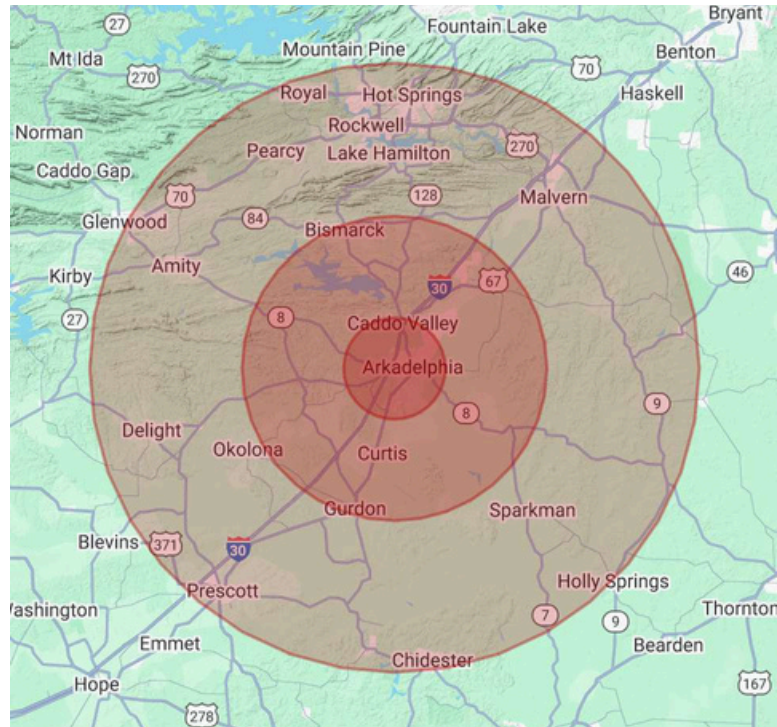 Bryant
27
Fountain Lake
Mountain Pine
Benton
Mt Ida
70
270
Royal
Hot Springs
Haskell
Rockwell
Norman
270
Pearcy
Lake Hamilton
Caddo Gap
70
128
Malvern
84
Glenwood
Bismarck
Amity
Kirby
46
67
30
27
8
Caddo Valley
Arkadelphia
9
8
Delight
Okolona
Curtis
Gurdon
Sparkman
Blevins
371
30
Holly Springs
Prescott
Thornton
7
9
Emmet
Bearden
Chidester
Hope
167
278